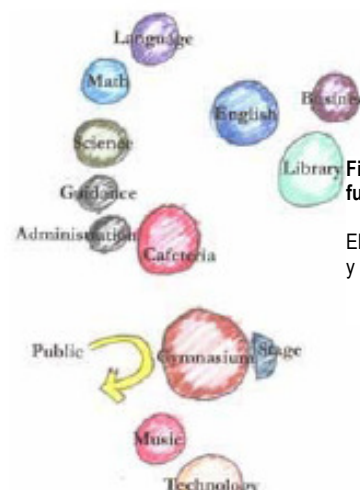 Language
Math
English
Science
Library
Guidance
Administration
Cafeteria
Public
Gymnasium
Stage
Music
Technology